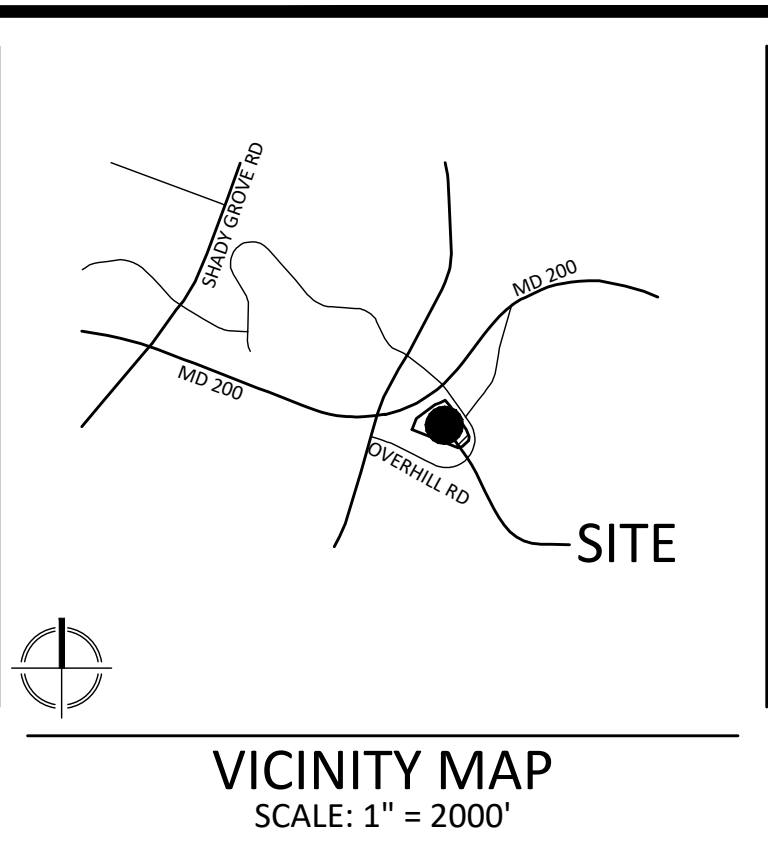 SHADY GROVE RD
MD 200
MD 200
OVERHILL RD
SITE
VICINITY MAP
SCALE: 1" = 2000'